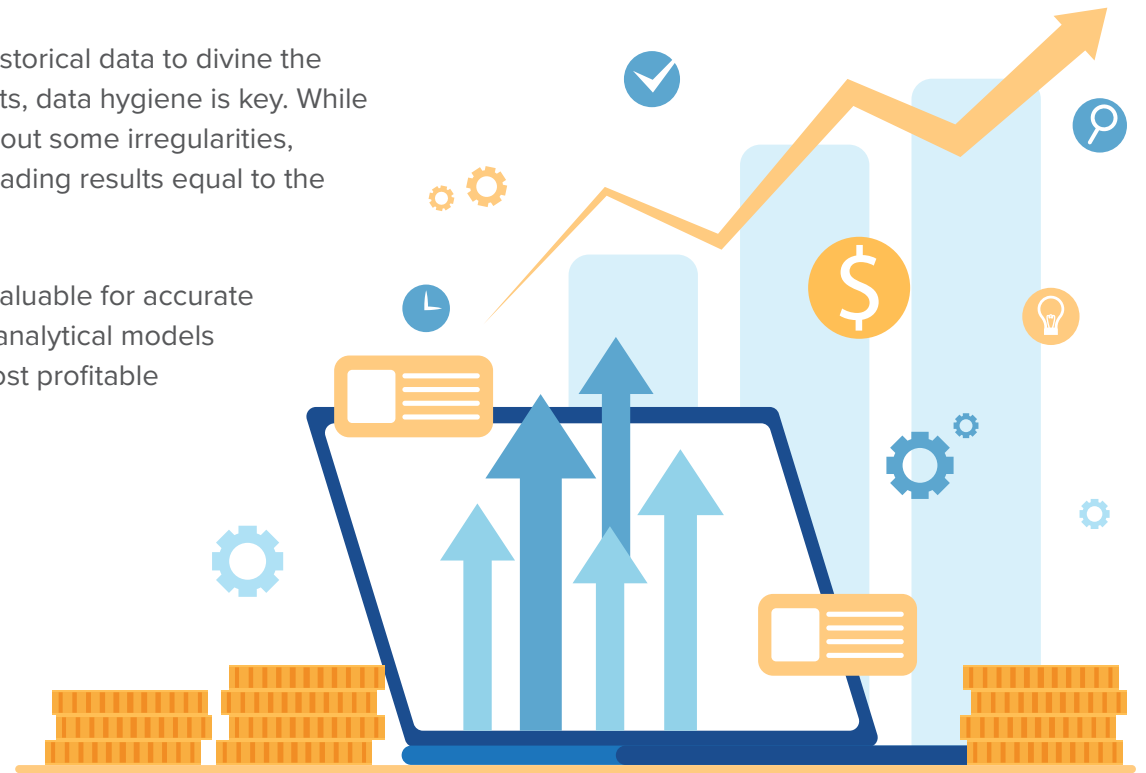 storical data to divine the
ts, data hygiene is key. While
out some irregularities,
ading results equal to the
aluable for accurate
analytical models
ost profitable
$